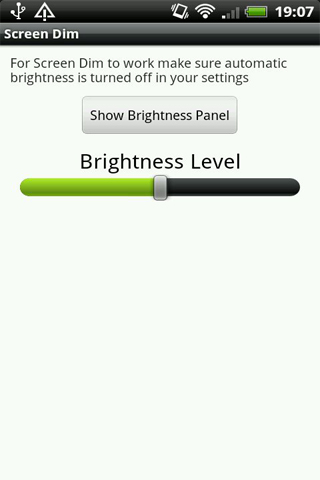 19:07
Screen Dim
For Screen Dim to work make sure automatic
brightness is turned off in your settings
Show Brightness Panel
Brightness Level